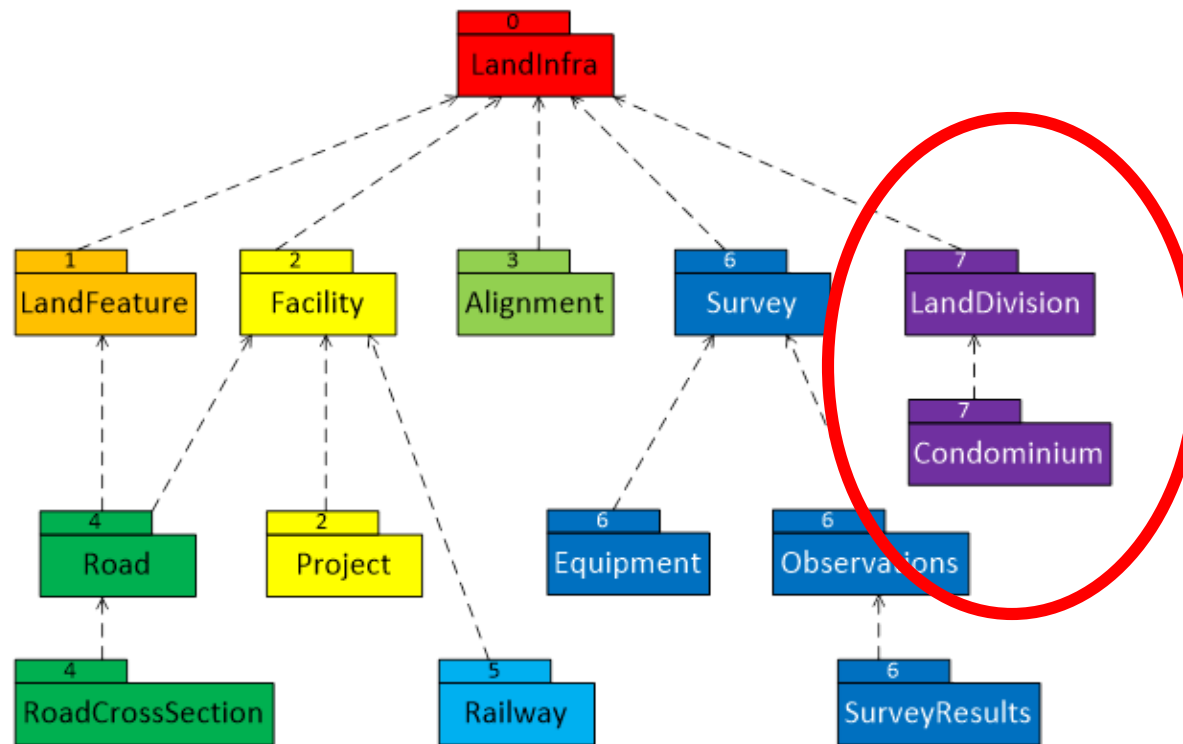 0
LandInfra
1
LandFeature
2
Facility
3
Alignment
6
Survey
7
LandDivision
7
Condominium
4
Road
2
Project
6
Equipment
6
Observations
4
RoadCrossSection
5
Railway
6
SurveyResults